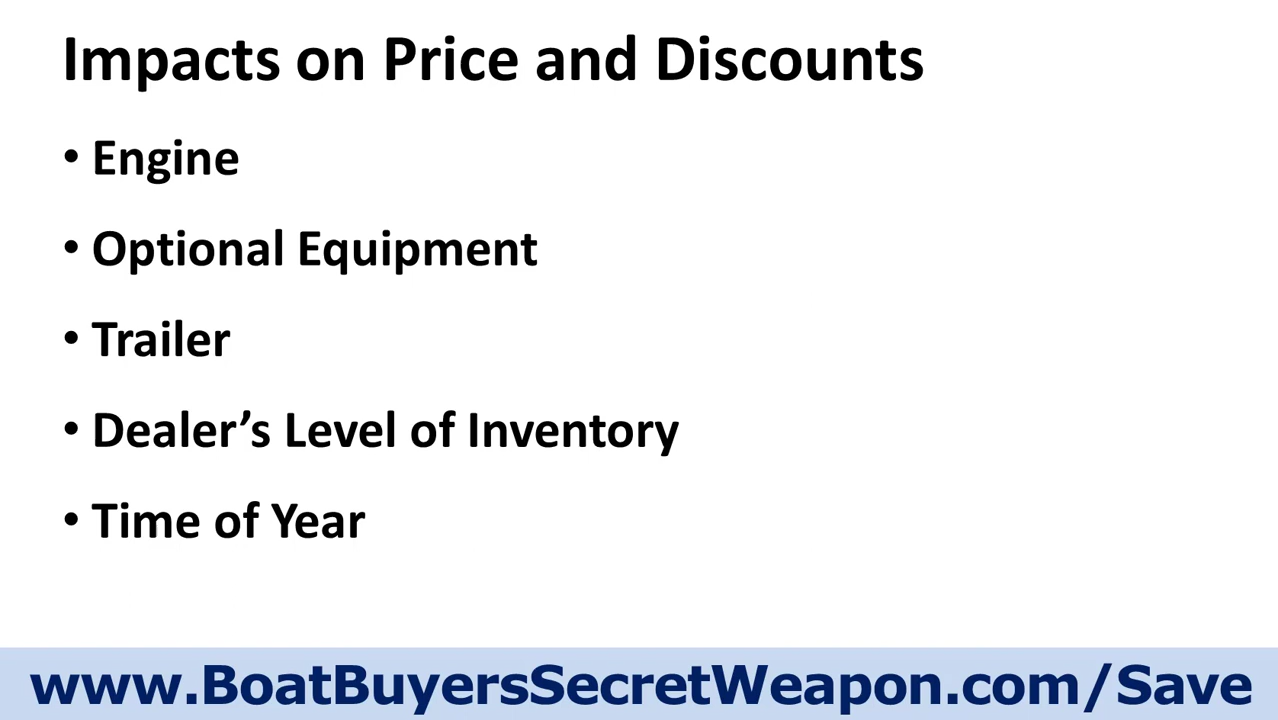 Impacts on Price and Discounts
• Engine
• Optional Equipment
• Trailer
• Dealer’s Level of Inventory
• Time of Year
www.BoatBuyersSecretWeapon.com/Save